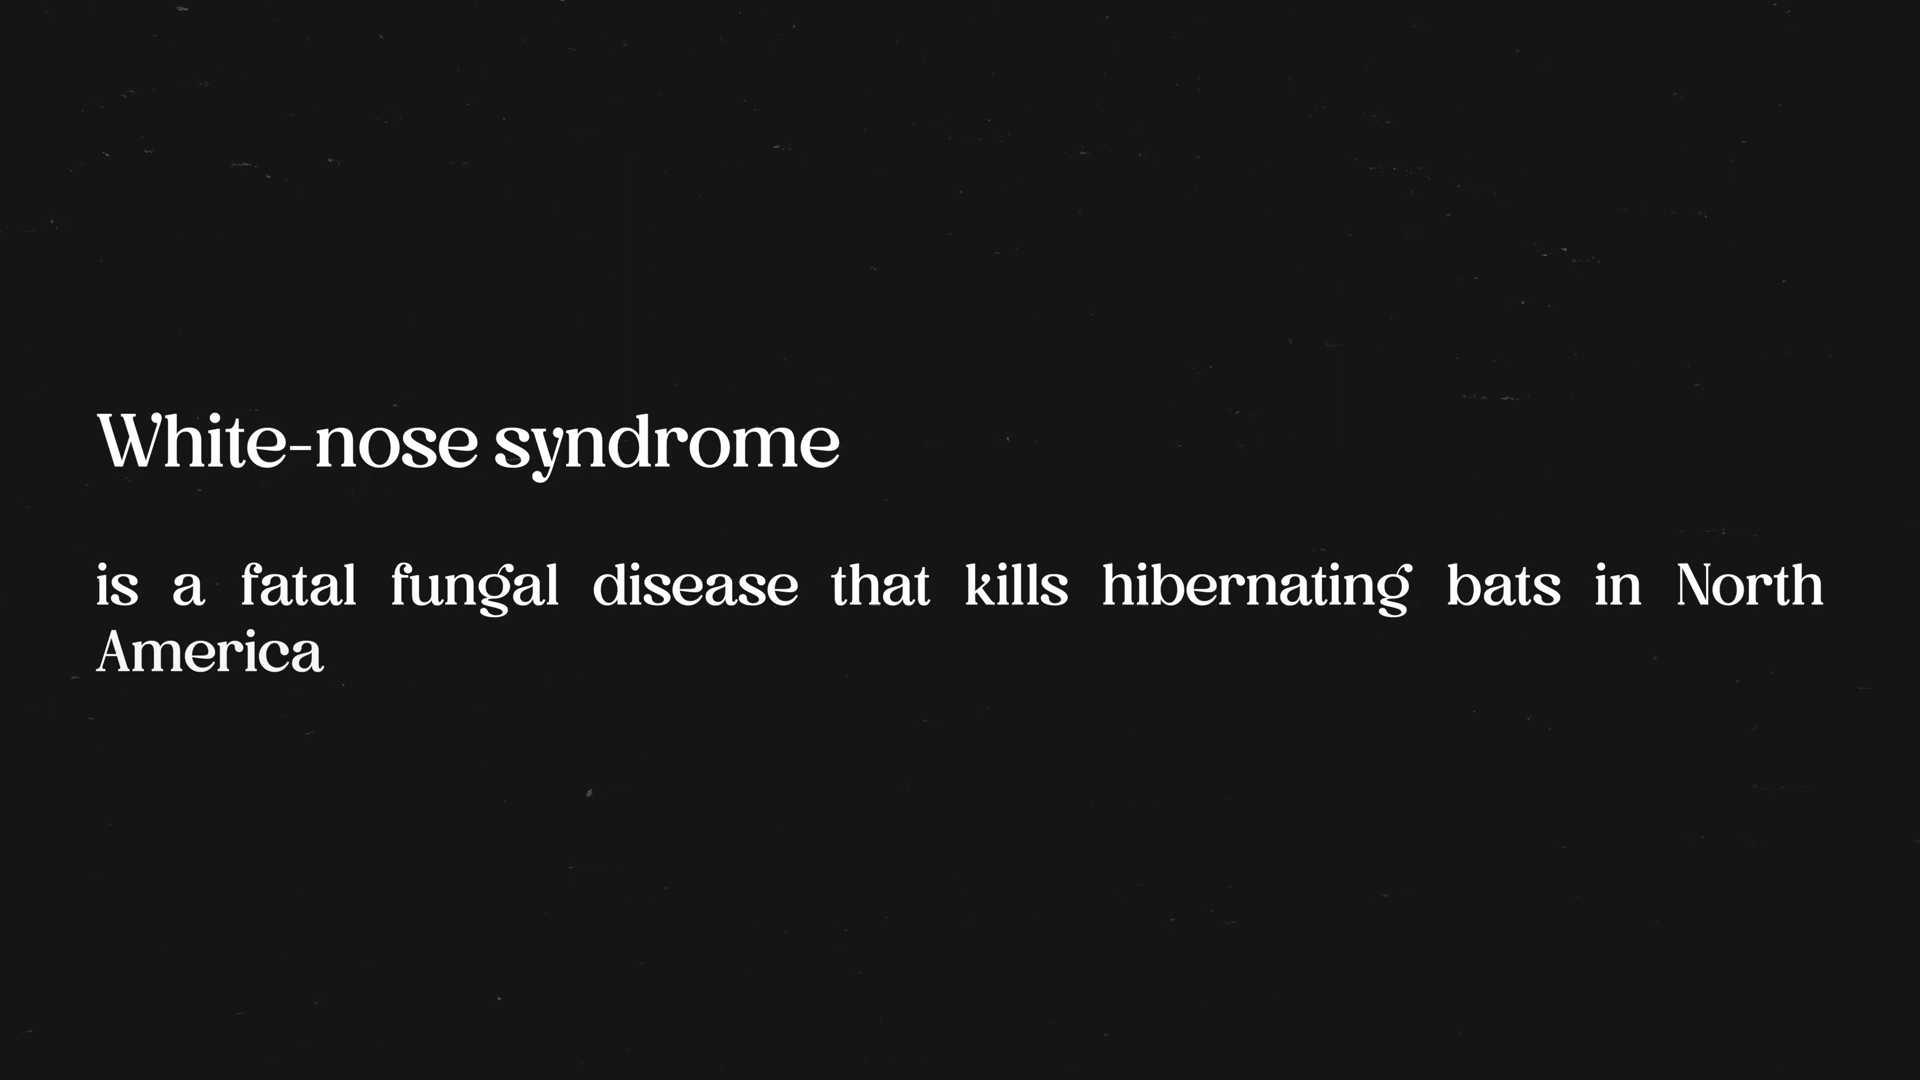 White-nose syndrome
is a fatal fungal disease that kills hibernating bats in North
America